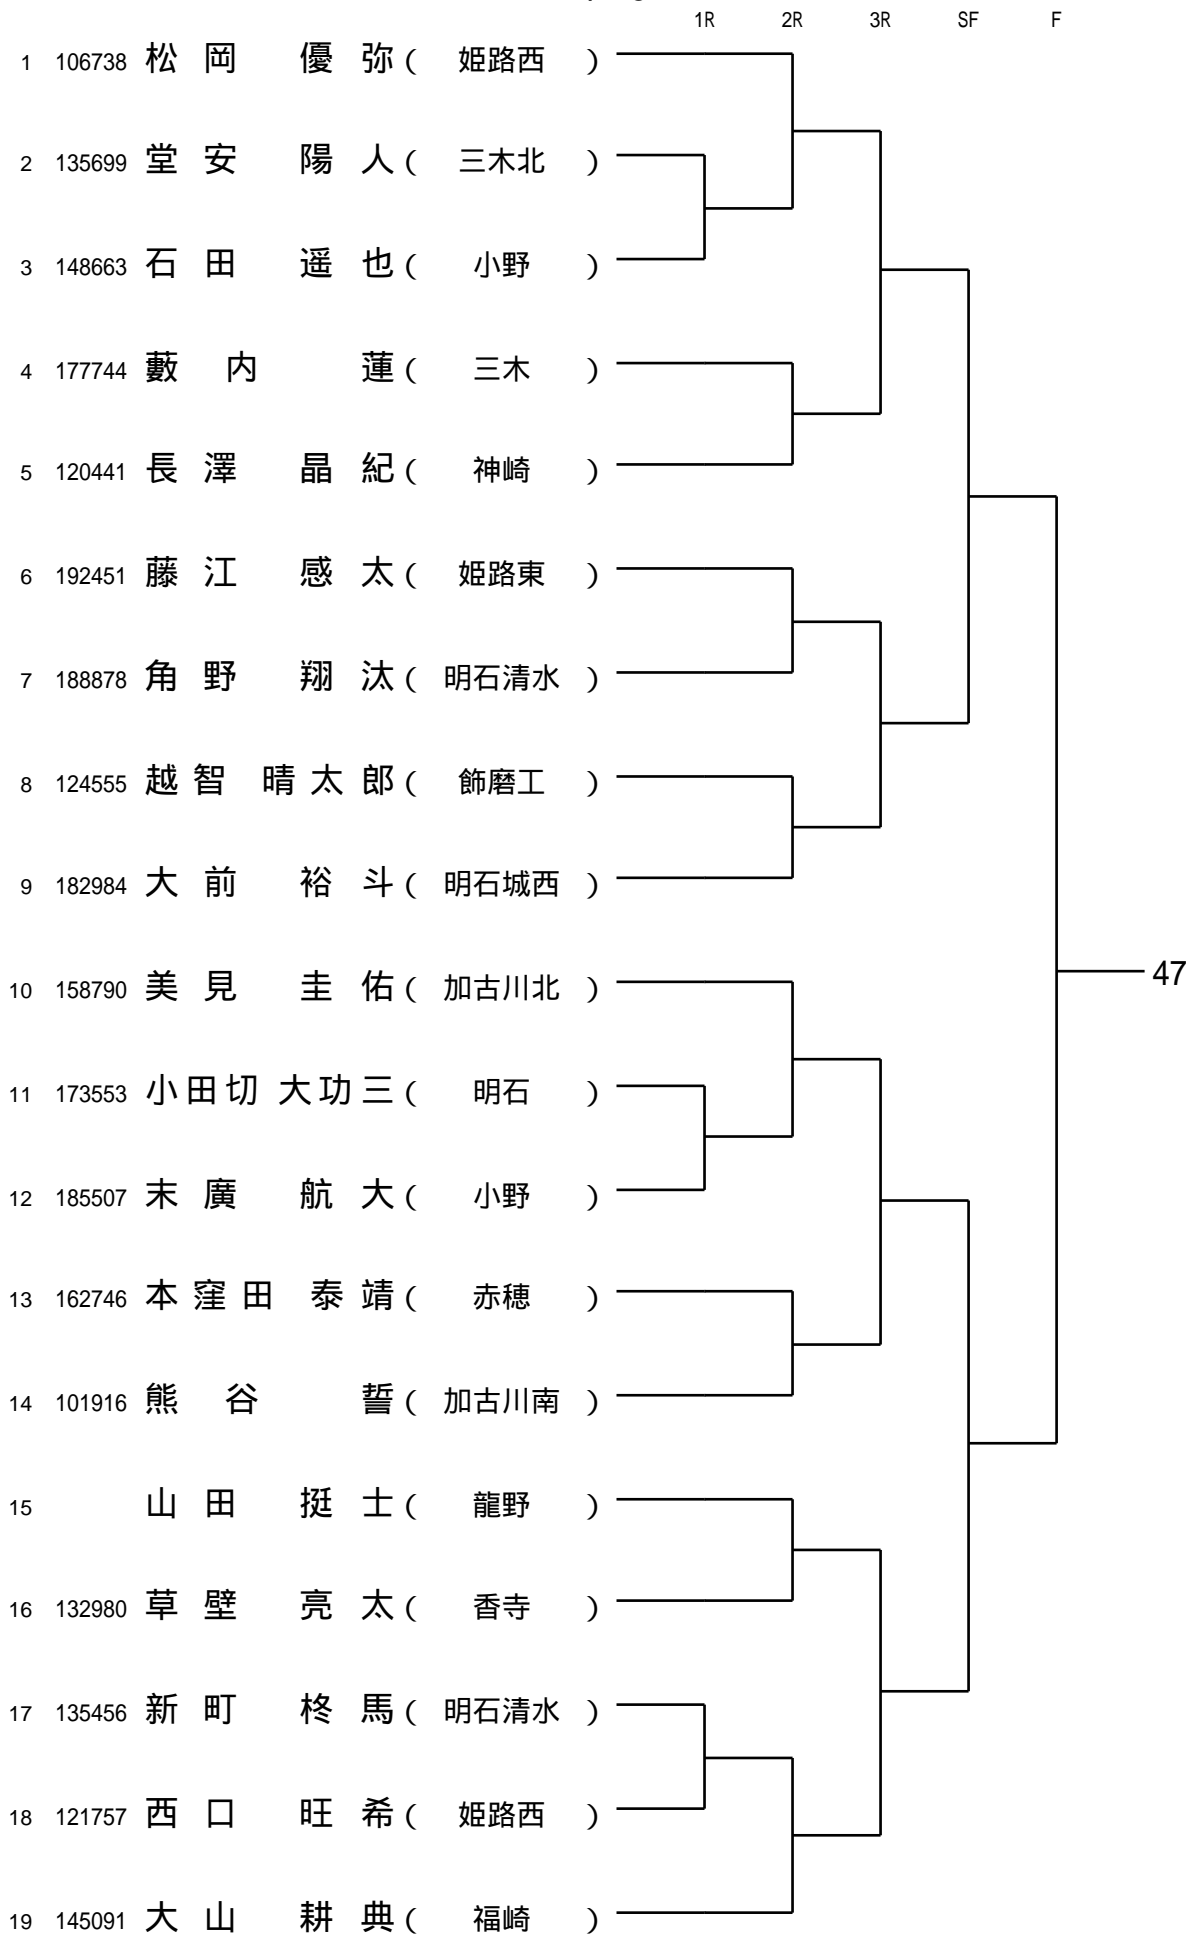 1R 2R 3R SF F
1 106738 松岡 優弥 ( 姫路西 )
2 135699 堂安 陽人 ( 三木北 )
3 148663 石田 遥也 ( 小野 )
4 177744 藪内 蓮 ( 三木 )
5 120441 長澤 晶紀 ( 神崎 )
6 192451 藤江 感太 ( 姫路東 )
7 188878 角野 翔汰 ( 明石清水 )
8 124555 越智 晴太郎 ( 飾磨工 )
9 182984 大前 裕斗 ( 明石城西 )
47
10 158790 美見 圭佑 ( 加古川北 )
11 173553 小田切 大功三 ( 明石 )
12 185507 末廣 航大 ( 小野 )
13 162746 本窪田 泰靖 ( 赤穂 )
14 101916 熊谷 誓 ( 加古川南 )
15 山田 挺士 ( 龍野 )
16 132980 草壁 亮太 ( 香寺 )
17 135456 新町 柊馬 ( 明石清水 )
18 121757 西口 旺希 ( 姫路西 )
19 145091 大山 耕典 ( 福崎 )